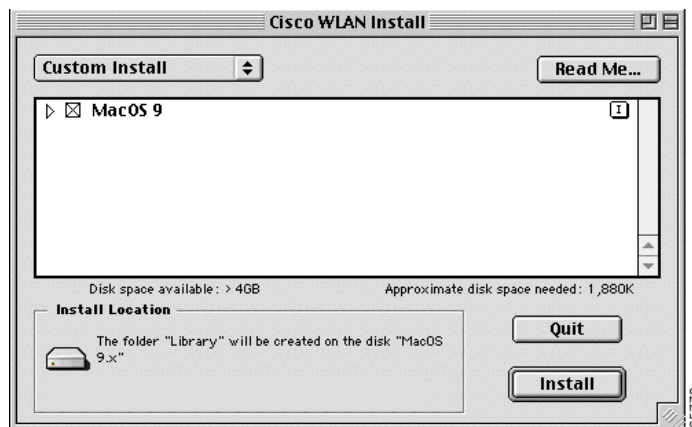 Cisco WLAN Install
Custom Install
Read Me...
MacOS 9
I
Disk space available: > 4GB
Approximate disk space needed: 1,880K
Install Location
The folder "Library" will be created on the disk "MacOS
9.x"
Quit
Install